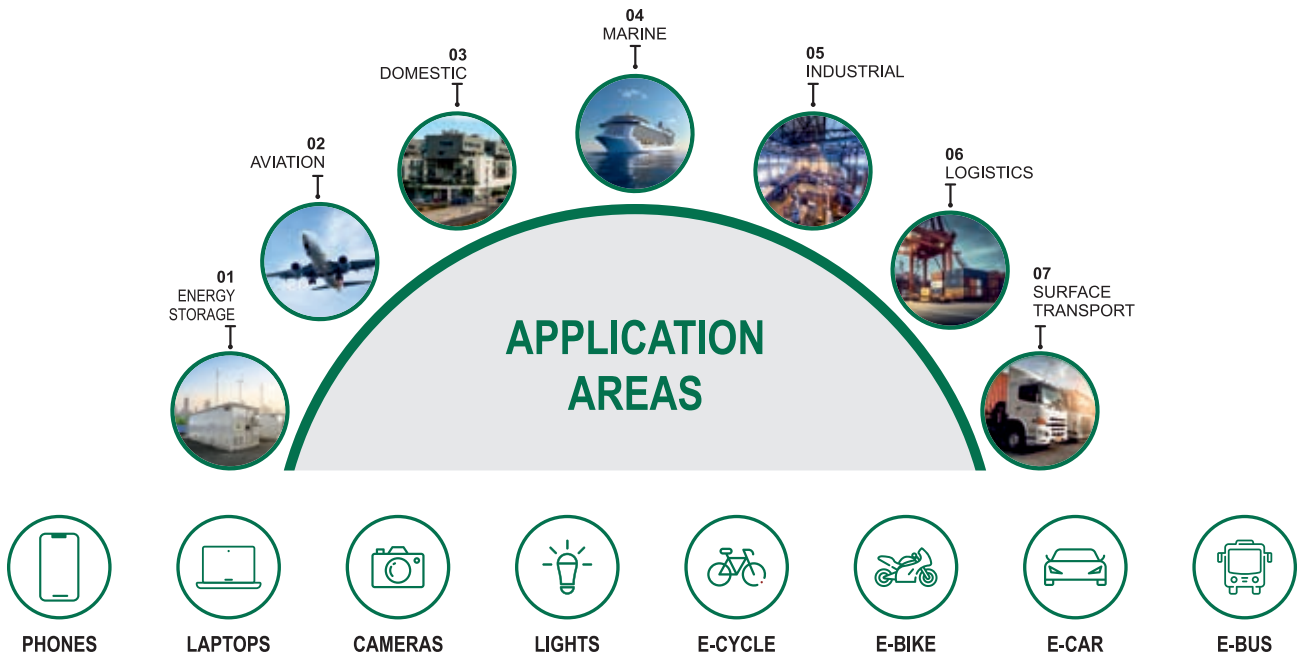 04
MARINE
03
DOMESTIC
05
INDUSTRIAL
02
AVIATION
06
LOGISTICS
01
ENERGY
STORAGE
07
SURFACE
TRANSPORT
APPLICATION
AREAS
PHONES
LAPTOPS
CAMERAS
LIGHTS
E-CYCLE
E-BIKE
E-CAR
E-BUS